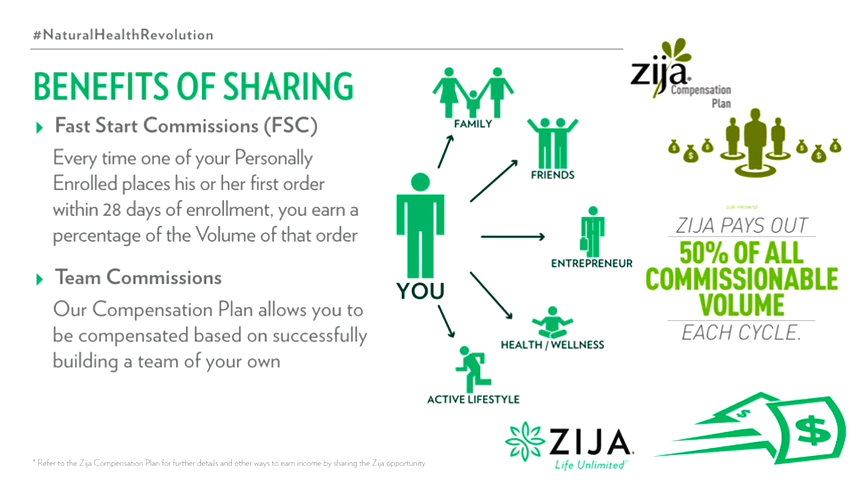 #NaturalHealthRevolution
BENEFITS OF SHARING
Fast Start Commissions (FSC)
Every time one of your Personally
Enrolled places his or her first order
within 28 days of enrollment, you earn a
percentage of the Volume of that order
Team Commissions
Our Compensation Plan allows you to
be compensated based on successfully
building a team of your own
FAMILY
FRIENDS
ENTREPRENEUR
YOU
HEALTH / WELLNESS
ACTIVE LIFESTYLE
zija®
Compensation
Plan
$ $ $ $ $ $
OUR PROMISE
ZIJA PAYS OUT
50% OF ALL
COMMISSIONABLE
VOLUME
EACH CYCLE.
$ $
ZIJA®
Life Unlimited™
* Refer to the Zija Compensation Plan for further details and other ways to earn income by sharing the Zija opportunity